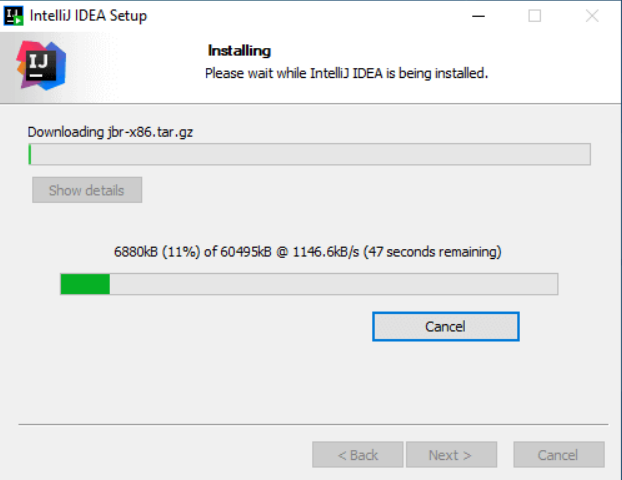 IntelliJ IDEA Setup
IJ
Installing
Please wait while IntelliJ IDEA is being installed.
Downloading jbr-x86.tar.gz
Show details
6880kB (11%) of 60495kB @ 1146.6kB/s (47 seconds remaining)
Cancel
< Back Next > Cancel